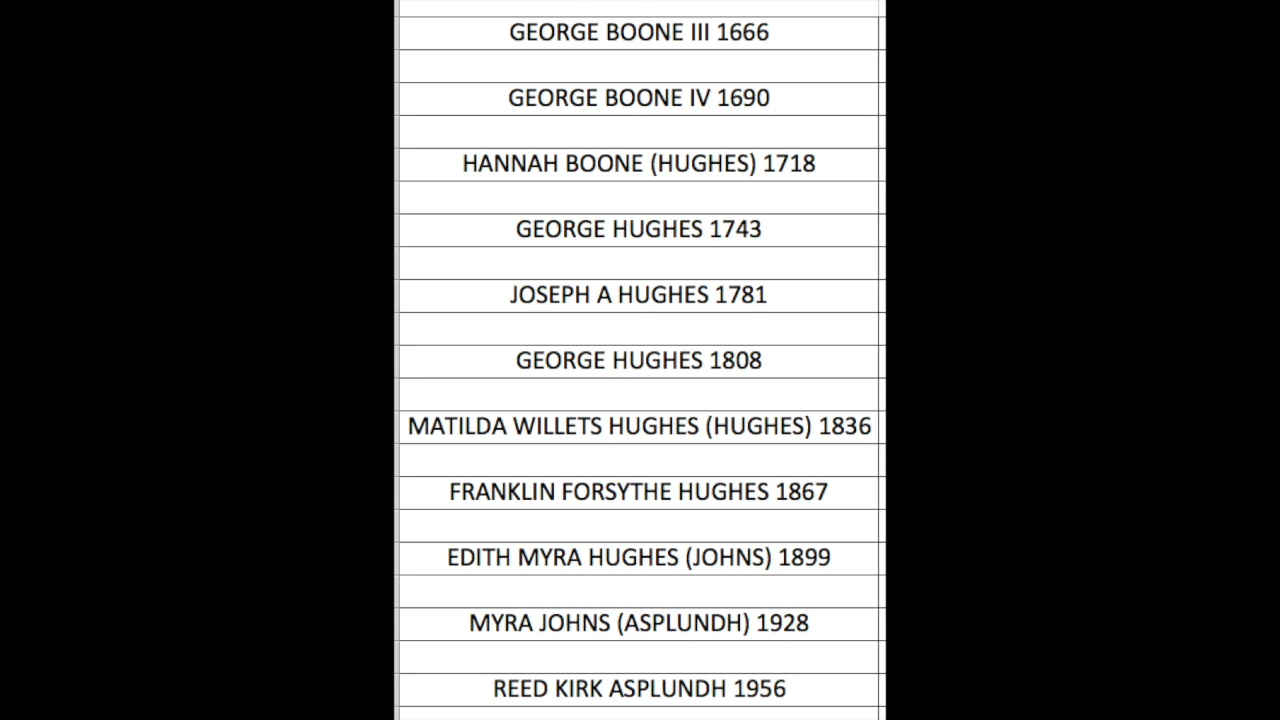 GEORGE BOONE III 1666
GEORGE BOONE IV 1690
HANNAH BOONE (HUGHES) 1718
GEORGE HUGHES 1743
JOSEPH A HUGHES 1781
GEORGE HUGHES 1808
MATILDA WILLETS HUGHES (HUGHES) 1836
FRANKLIN FORSYTHE HUGHES 1867
EDITH MYRA HUGHES (JOHNS) 1899
MYRA JOHNS (ASPLUNDH) 1928
REED KIRK ASPLUNDH 1956